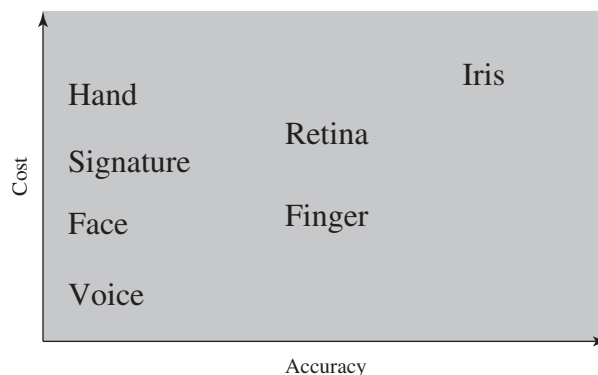 Iris
Hand
Retina
Signature
Cost
Finger
Face
Voice
Accuracy